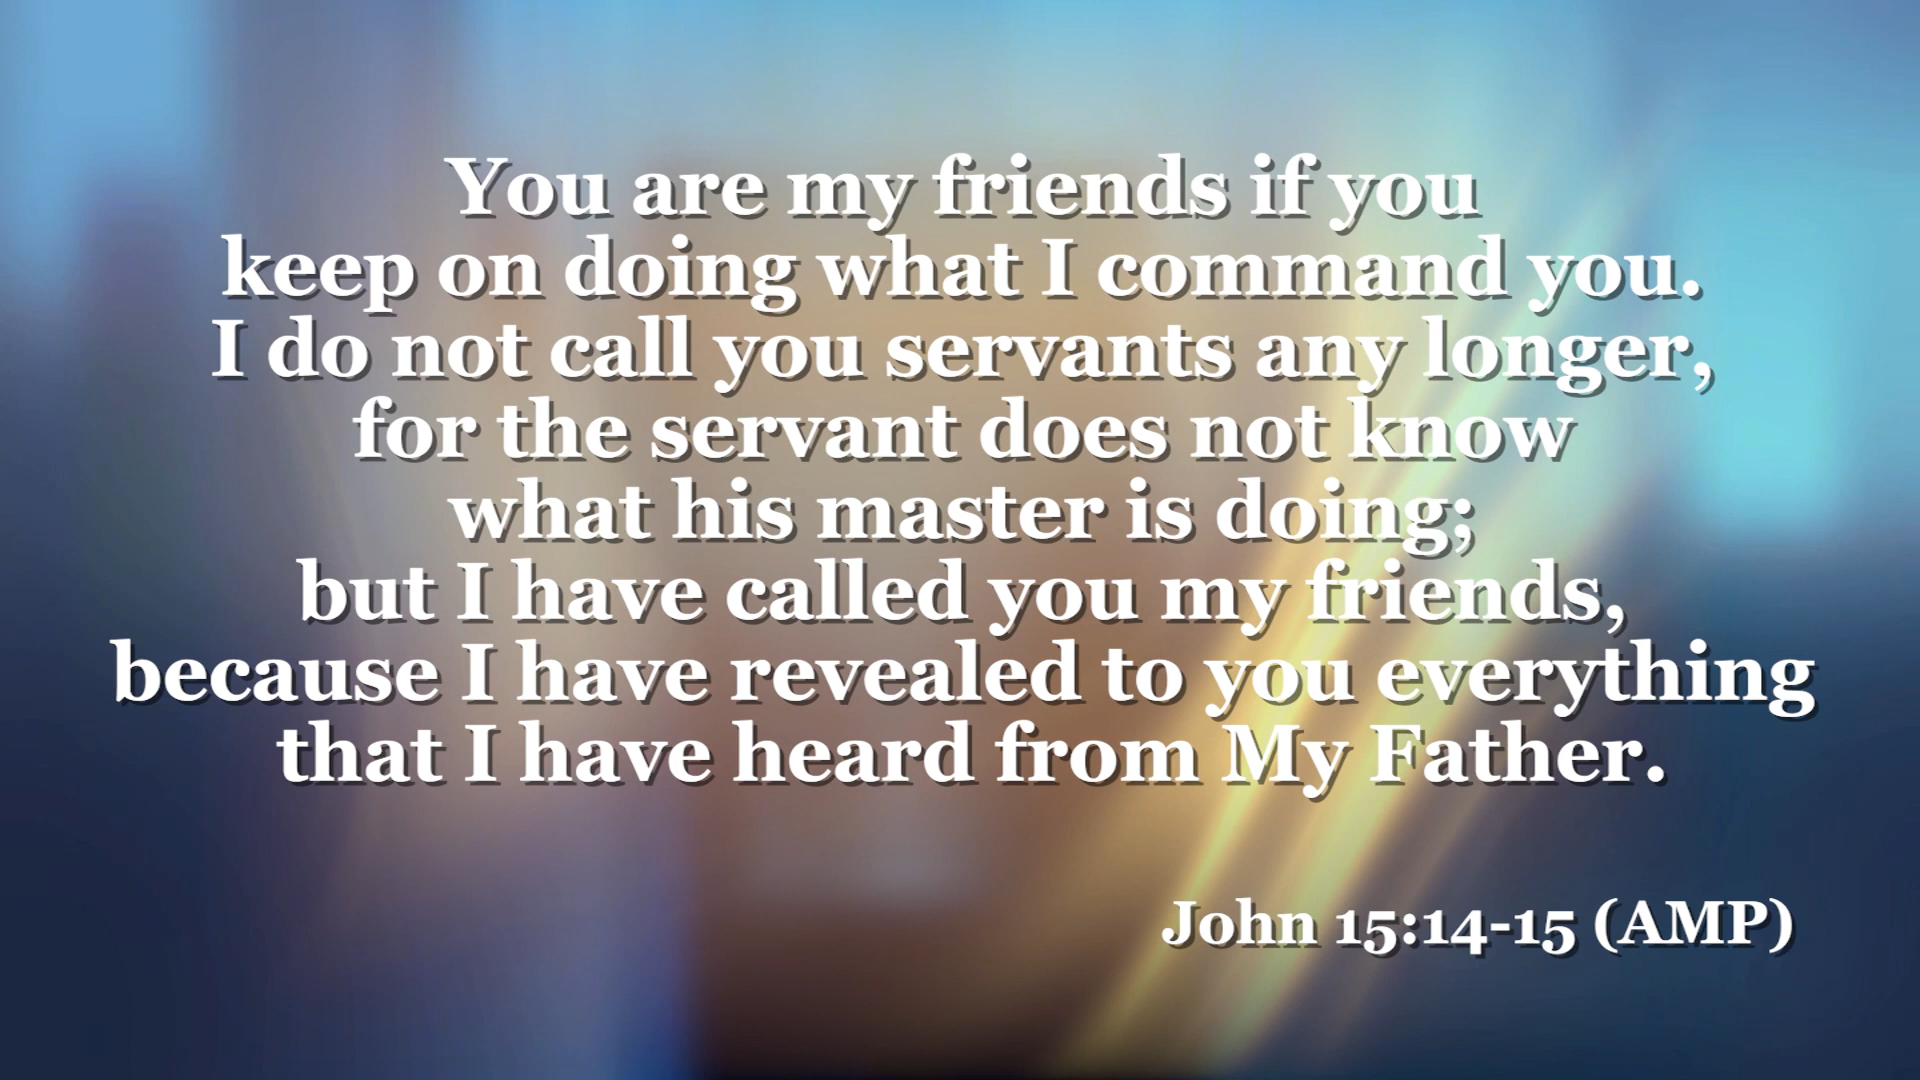 You are my friends if you
keep on doing what I command you.
I do not call you servants any longer,
for the servant does not know
what his master is doing;
but I have called you my friends,
because I have revealed to you everything
that I have heard from My Father.
John 15:14-15 (AMP)